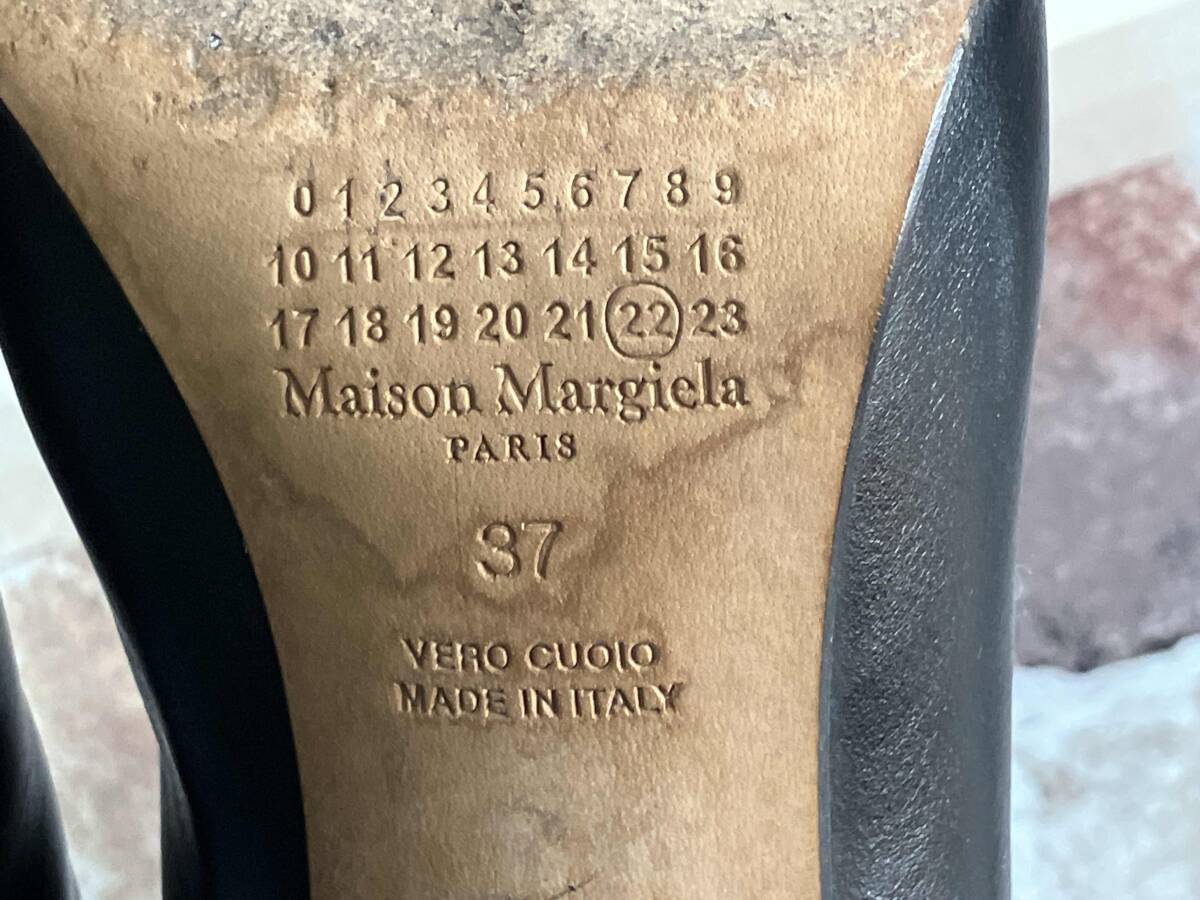 0 1 2 3 4 5 6 7 8 9
10 11 12 13 14 15 16
17 18 19 20 21 22 23
Maison Margiela
PARIS
37
VERO CUOIO
MADE IN ITALY